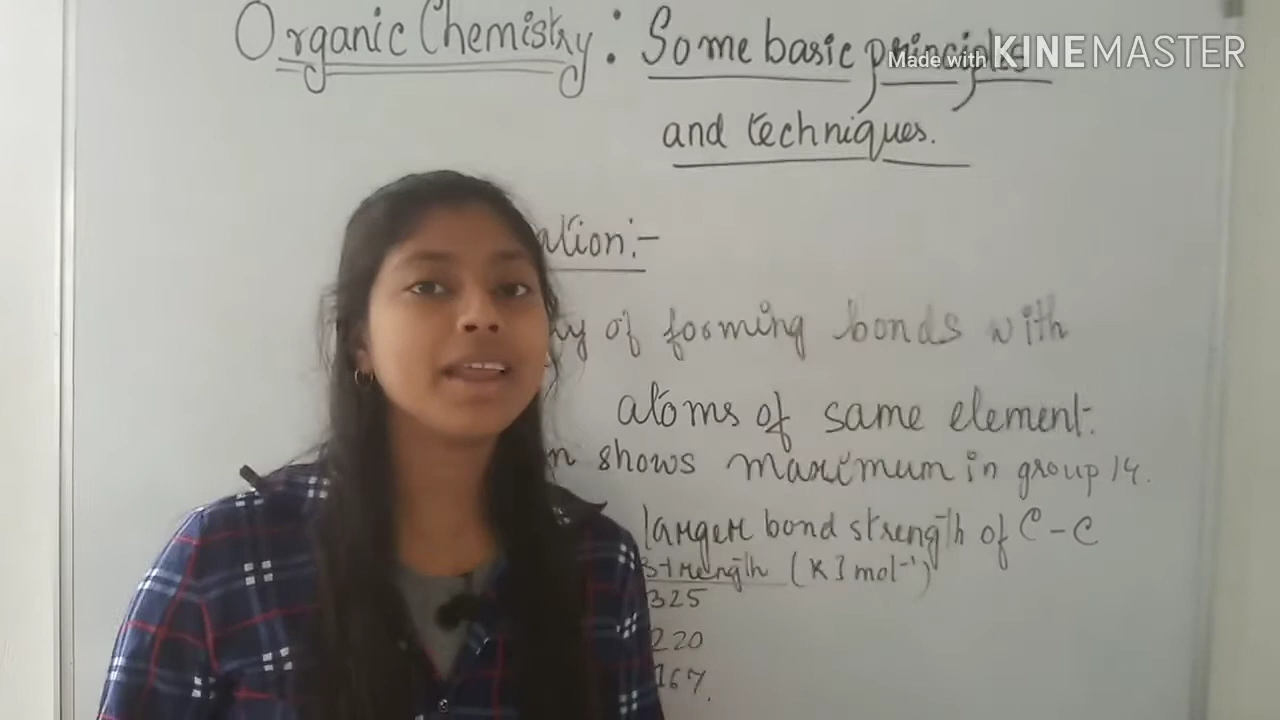 Organic Chemistry: Some basic principles
Made with KINEMASTER
and techniques.
ation:-
of forming bonds with
atoms of same element.
n shows maximum in group 14.
larger bond strength of C-C
Strength (KJ mol⁻¹)
325
220
167.